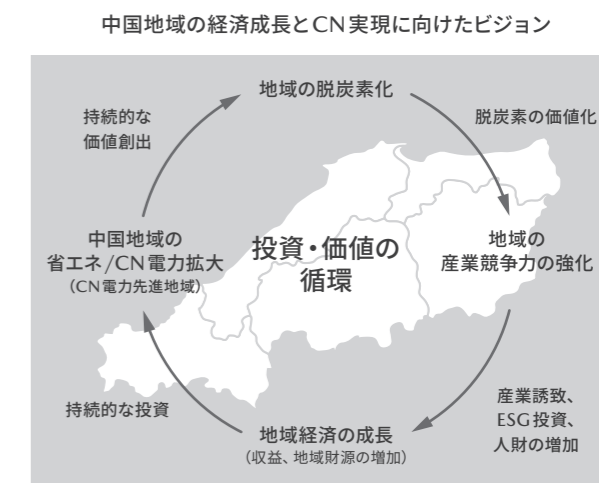 中国地域の経済成長とCN実現に向けたビジョン
地域の脱炭素化
持続的な
価値創出
脱炭素の価値化
中国地域の
省エネ/CN電力拡大
(CN電力先進地域)
投資・価値の
循環
地域の
産業競争力の強化
持続的な投資
地域経済の成長
(収益、地域財源の増加)
産業誘致、
ESG投資、
人財の増加